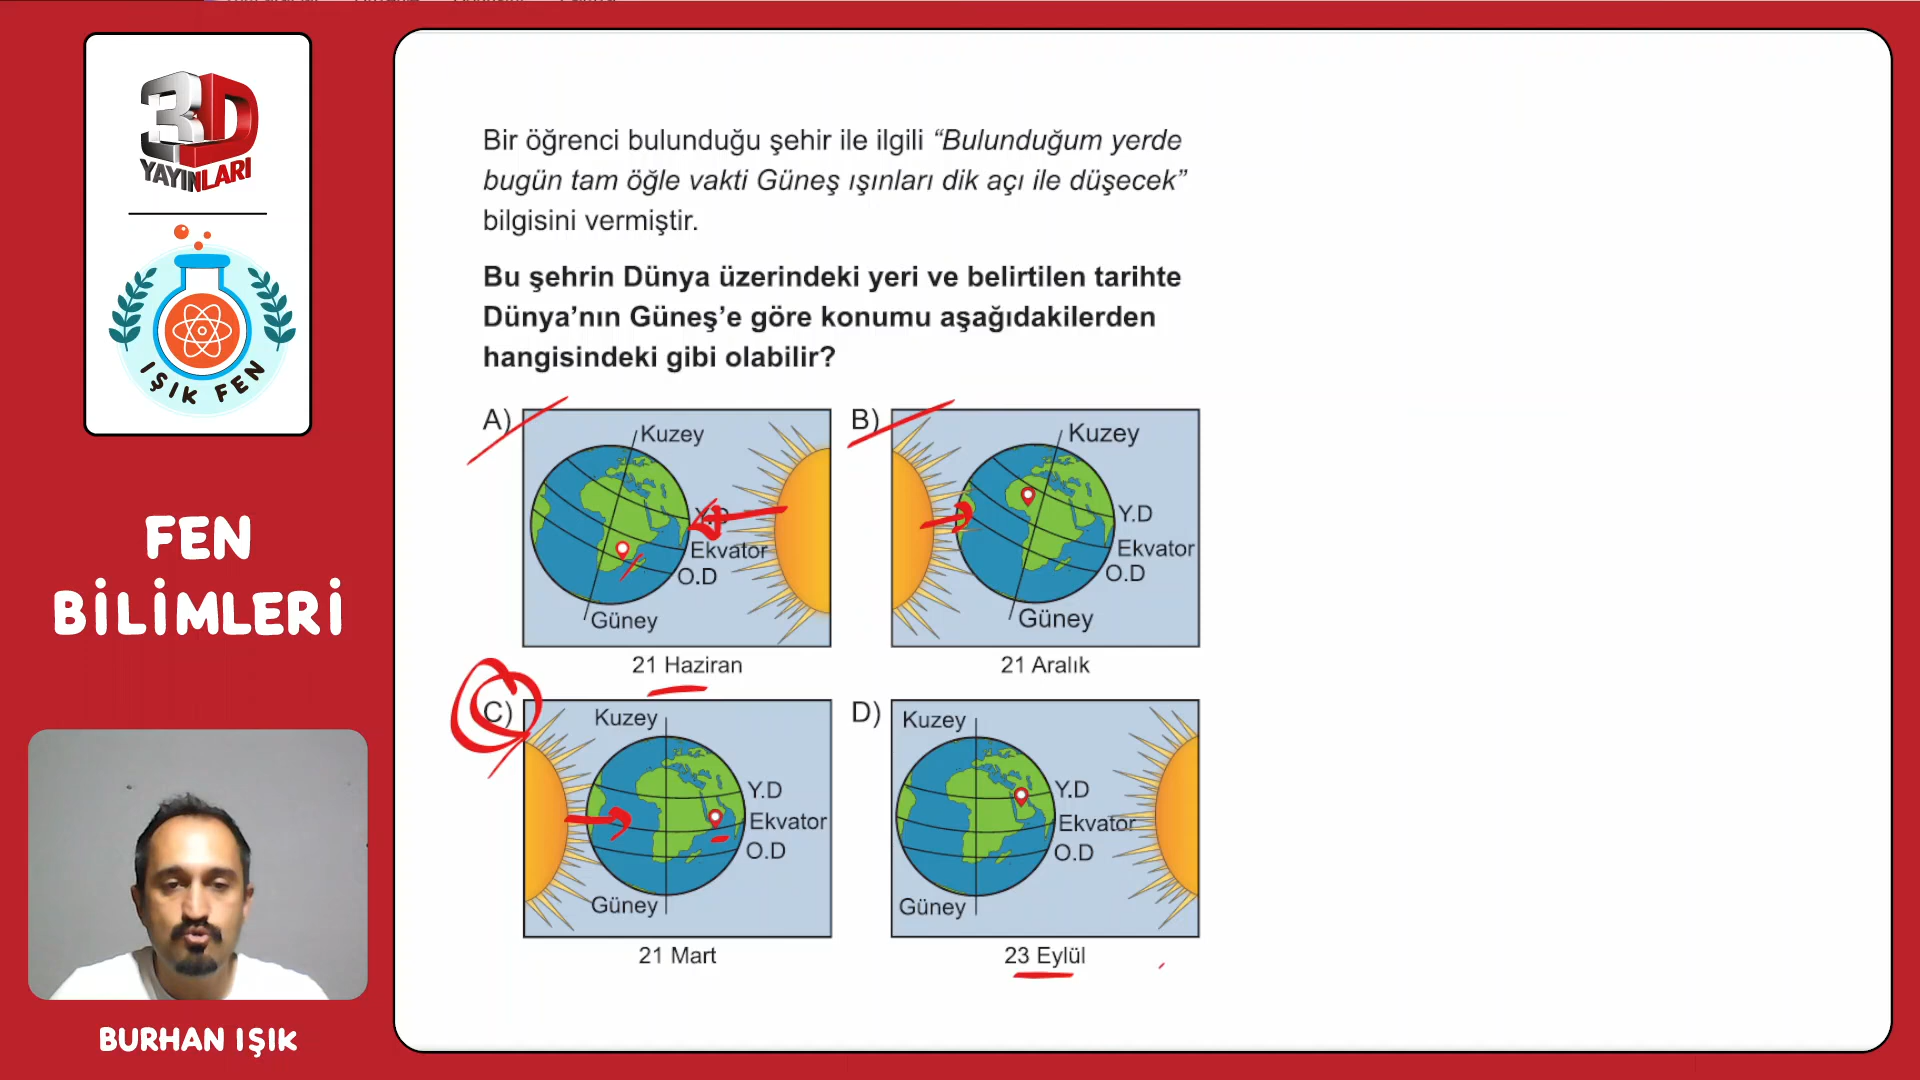 3D
YAYINLARI
IŞIK FEN
FEN
BİLİMLERİ
BURHAN IŞIK
Bir öğrenci bulunduğu şehir ile ilgili “Bulunduğum yerde
bugün tam öğle vakti Güneş ışınları dik açı ile düşecek”
bilgisini vermiştir.
Bu şehrin Dünya üzerindeki yeri ve belirtilen tarihte
Dünya’nın Güneş’e göre konumu aşağıdakilerden
hangisindeki gibi olabilir?
A)
Kuzey
Y.D
Ekvator
O.D
Güney
21 Haziran
B)
Kuzey
Y.D
Ekvator
O.D
Güney
21 Aralık
C)
Kuzey
Y.D
Ekvator
O.D
Güney
21 Mart
D)
Kuzey
Y.D
Ekvator
O.D
Güney
23 Eylül